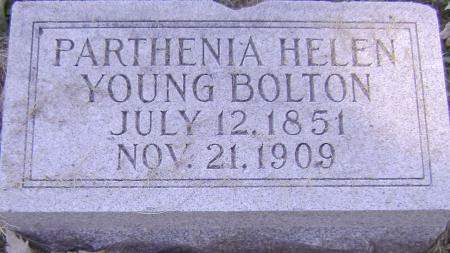 PARTHENIA HELEN
YOUNG BOLTON
JULY 12, 1851
NOV. 21, 1909